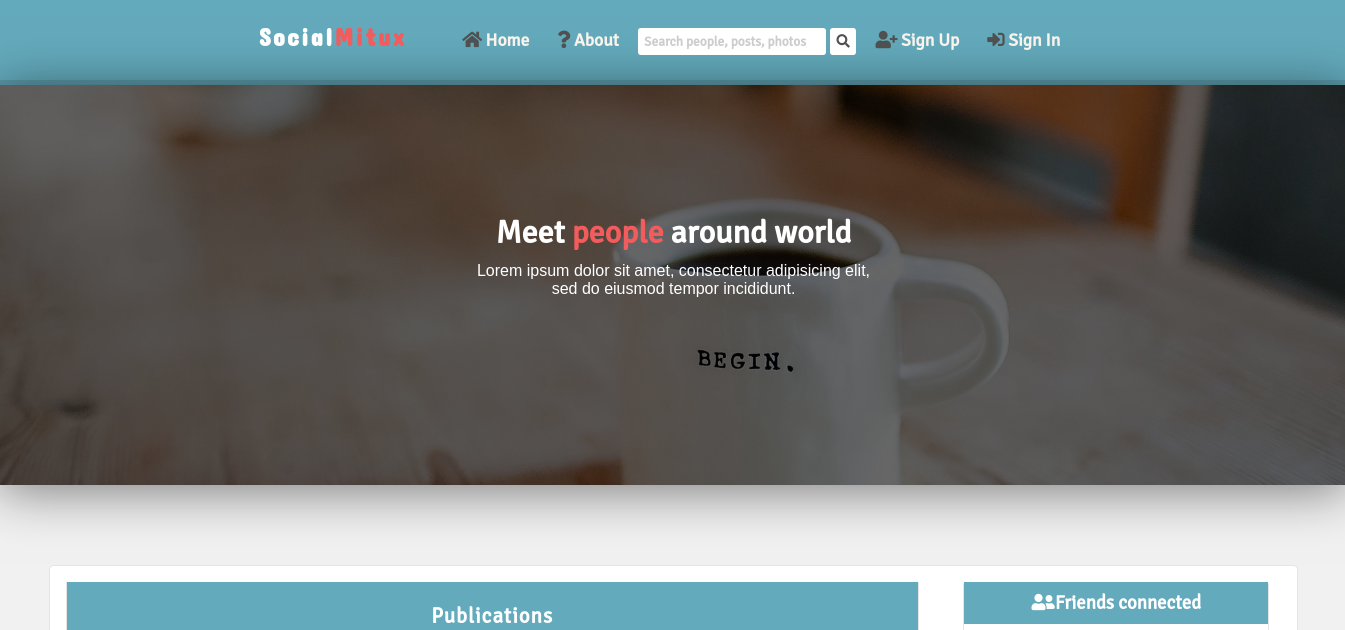 SocialMitux
Home
About
Search people, posts, photos
Sign Up
Sign In
Meet people around world
Lorem ipsum dolor sit amet, consectetur adipisicing elit,
sed do eiusmod tempor incididunt.
BEGIN.
Publications
Friends connected